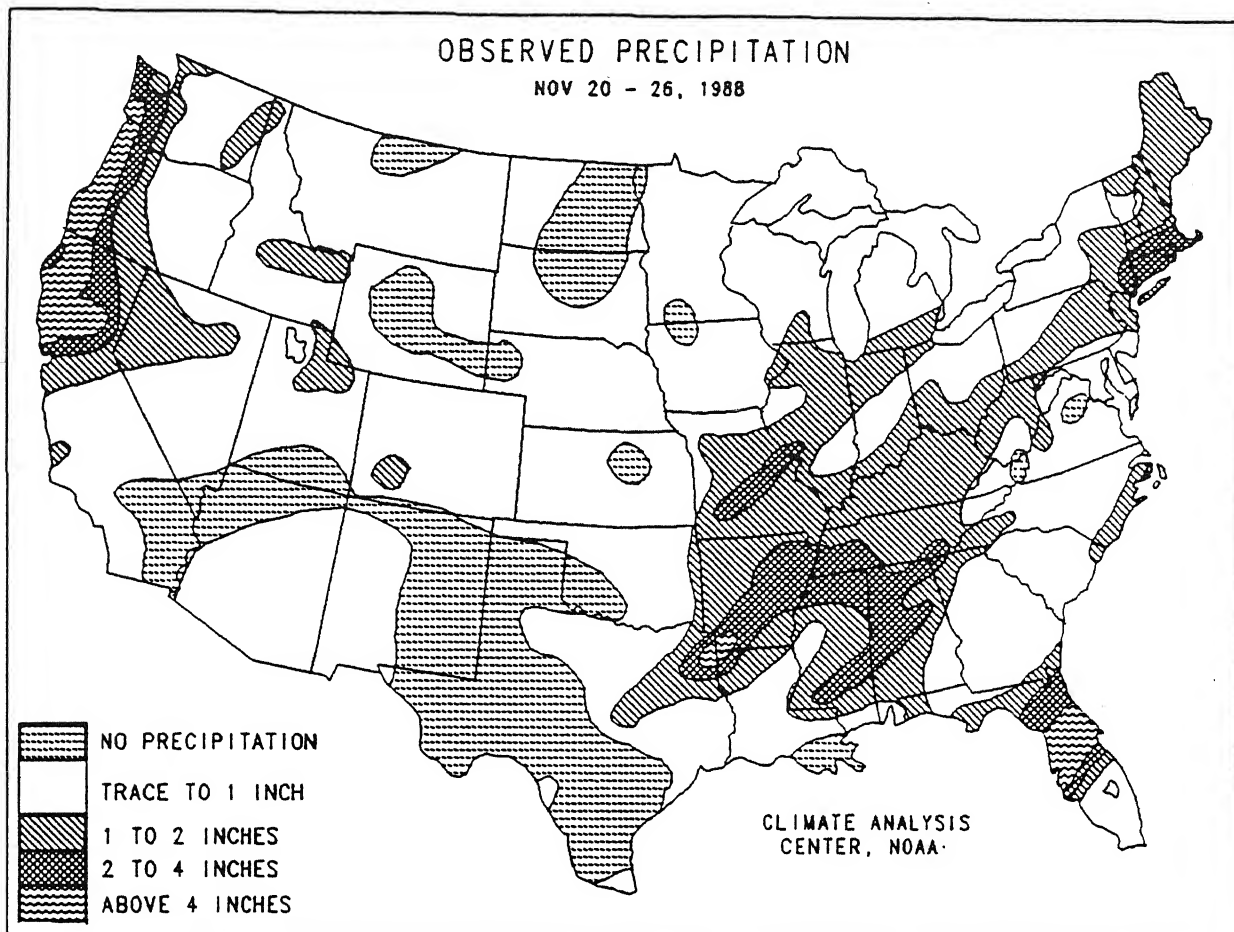 OBSERVED PRECIPITATION
NOV 20 - 26, 1988
NO PRECIPITATION
TRACE TO 1 INCH
1 TO 2 INCHES
2 TO 4 INCHES
ABOVE 4 INCHES
CLIMATE ANALYSIS
CENTER, NOAA